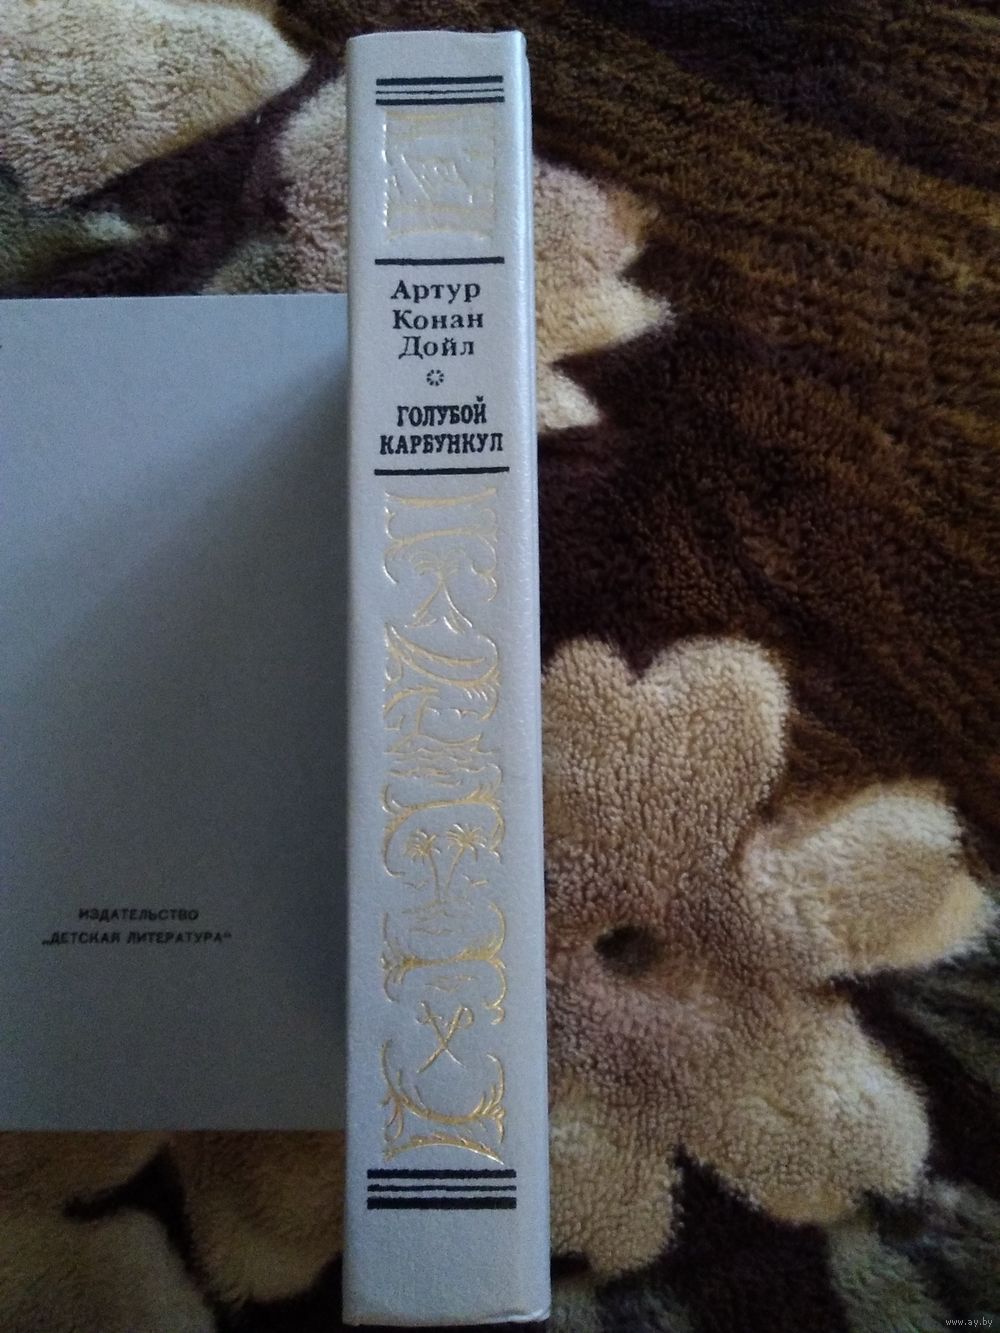 Артур
Конан
Дойл
ГОЛУБОЙ
КАРБУНКУЛ
ИЗДАТЕЛЬСТВО
„ДЕТСКАЯ ЛИТЕРАТУРА“
www.ay.by